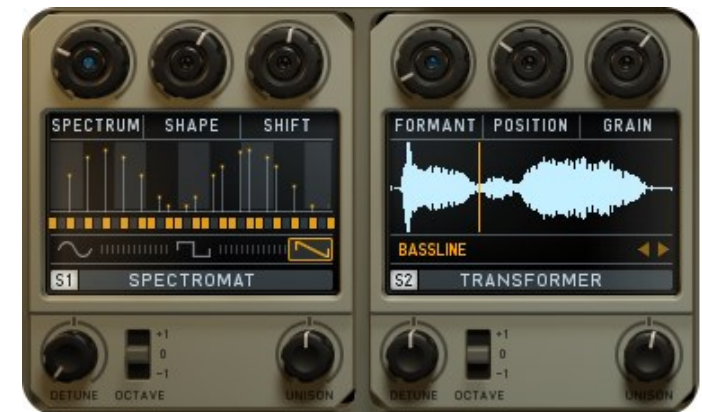 SPECTRUM SHAPE SHIFT
S1 SPECTROMAT
DETUNE OCTAVE +1 0 -1 UNISON
FORMANT POSITION GRAIN
BASSLINE
S2 TRANSFORMER
DETUNE OCTAVE +1 0 -1 UNISON